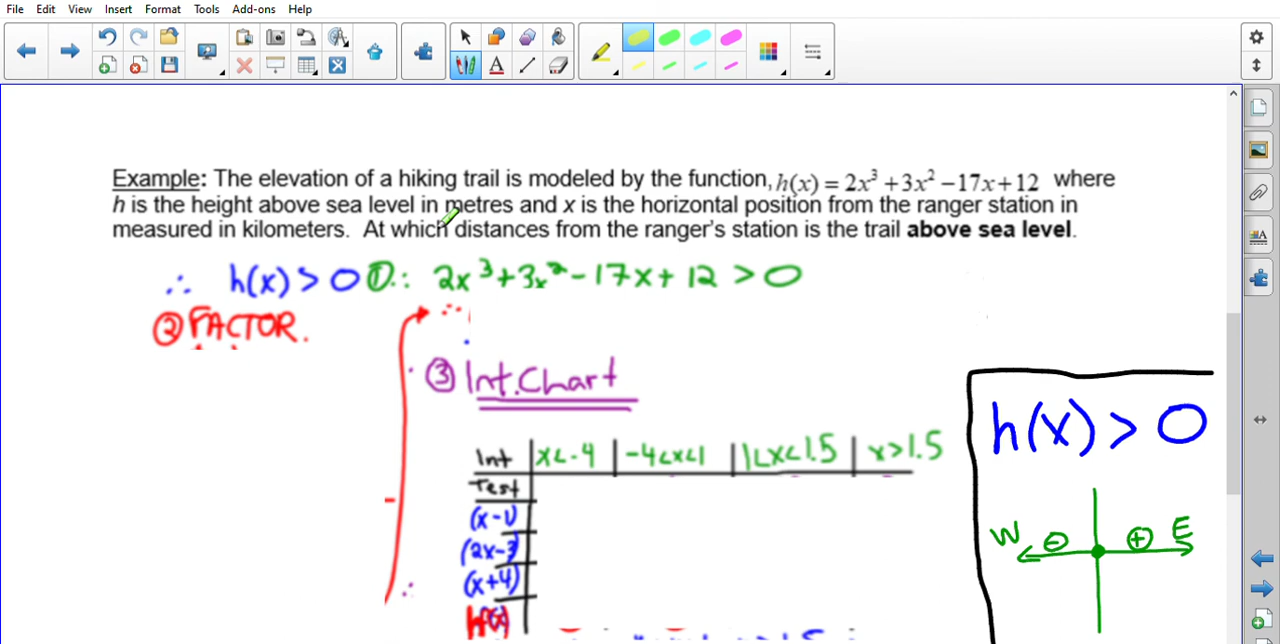 File Edit View Insert Format Tools Add-ons Help
Example: The elevation of a hiking trail is modeled by the function, h(x) = 2x³ + 3x² − 17x + 12 where
h is the height above sea level in metres and x is the horizontal position from the ranger station in
measured in kilometers. At which distances from the ranger's station is the trail above sea level.
∴ h(x) > 0 ①∴ 2x³ + 3x² − 17x + 12 > 0
② FACTOR.
③ Int. Chart
h(x) > 0
Int | x<-4 | -4<x<1 | 1<x<1.5 | x>1.5
Test
(x-1)
(2x-3)
(x+4)
h(x)
W ⊖ ⊕ E